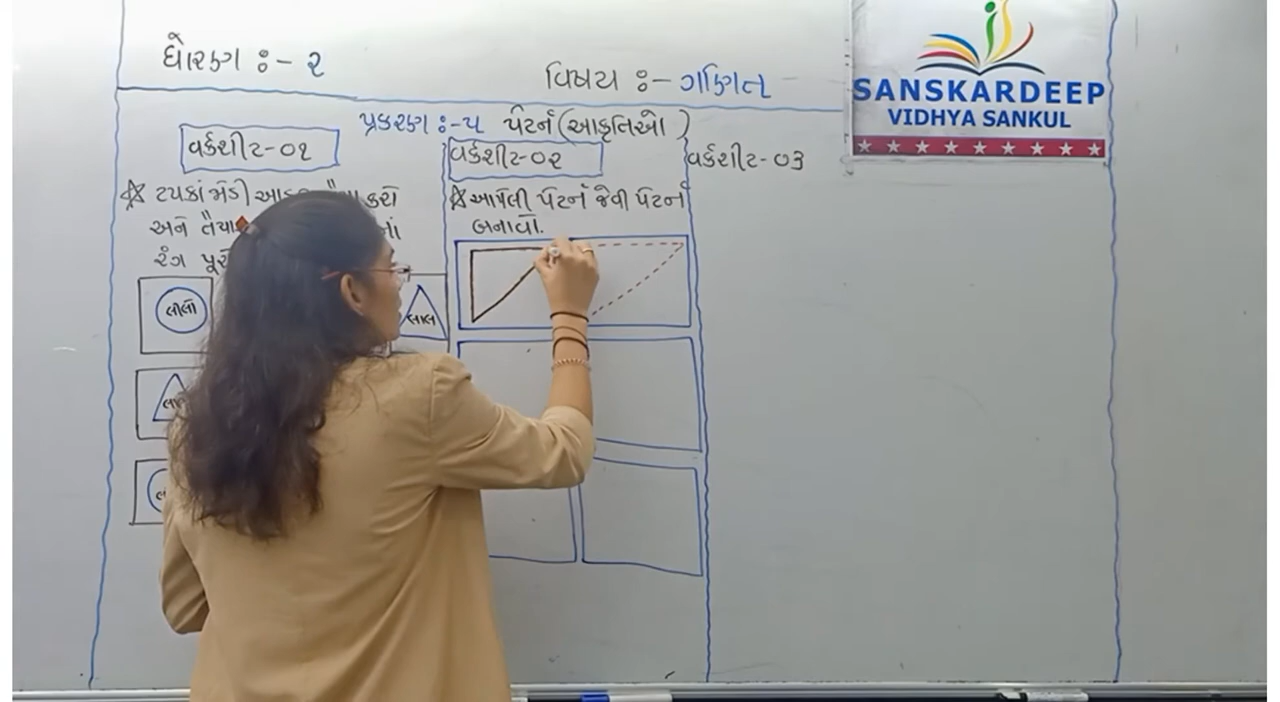 ધોરણ :- ૨
વિષય :- ગણિત
SANSKARDEEP
VIDHYA SANKUL
પ્રકરણ :- ૫ પેટર્ન (આકૃતિઓ)
વર્કશીટ-૦૧
ટપકાં જોડી કરો
અને
રંગ
લીલો
લાલ
વર્કશીટ-૦૨
આપેલી પેટર્ન જેવી પેટર્ન
બનાવો.
વર્કશીટ-૦૩